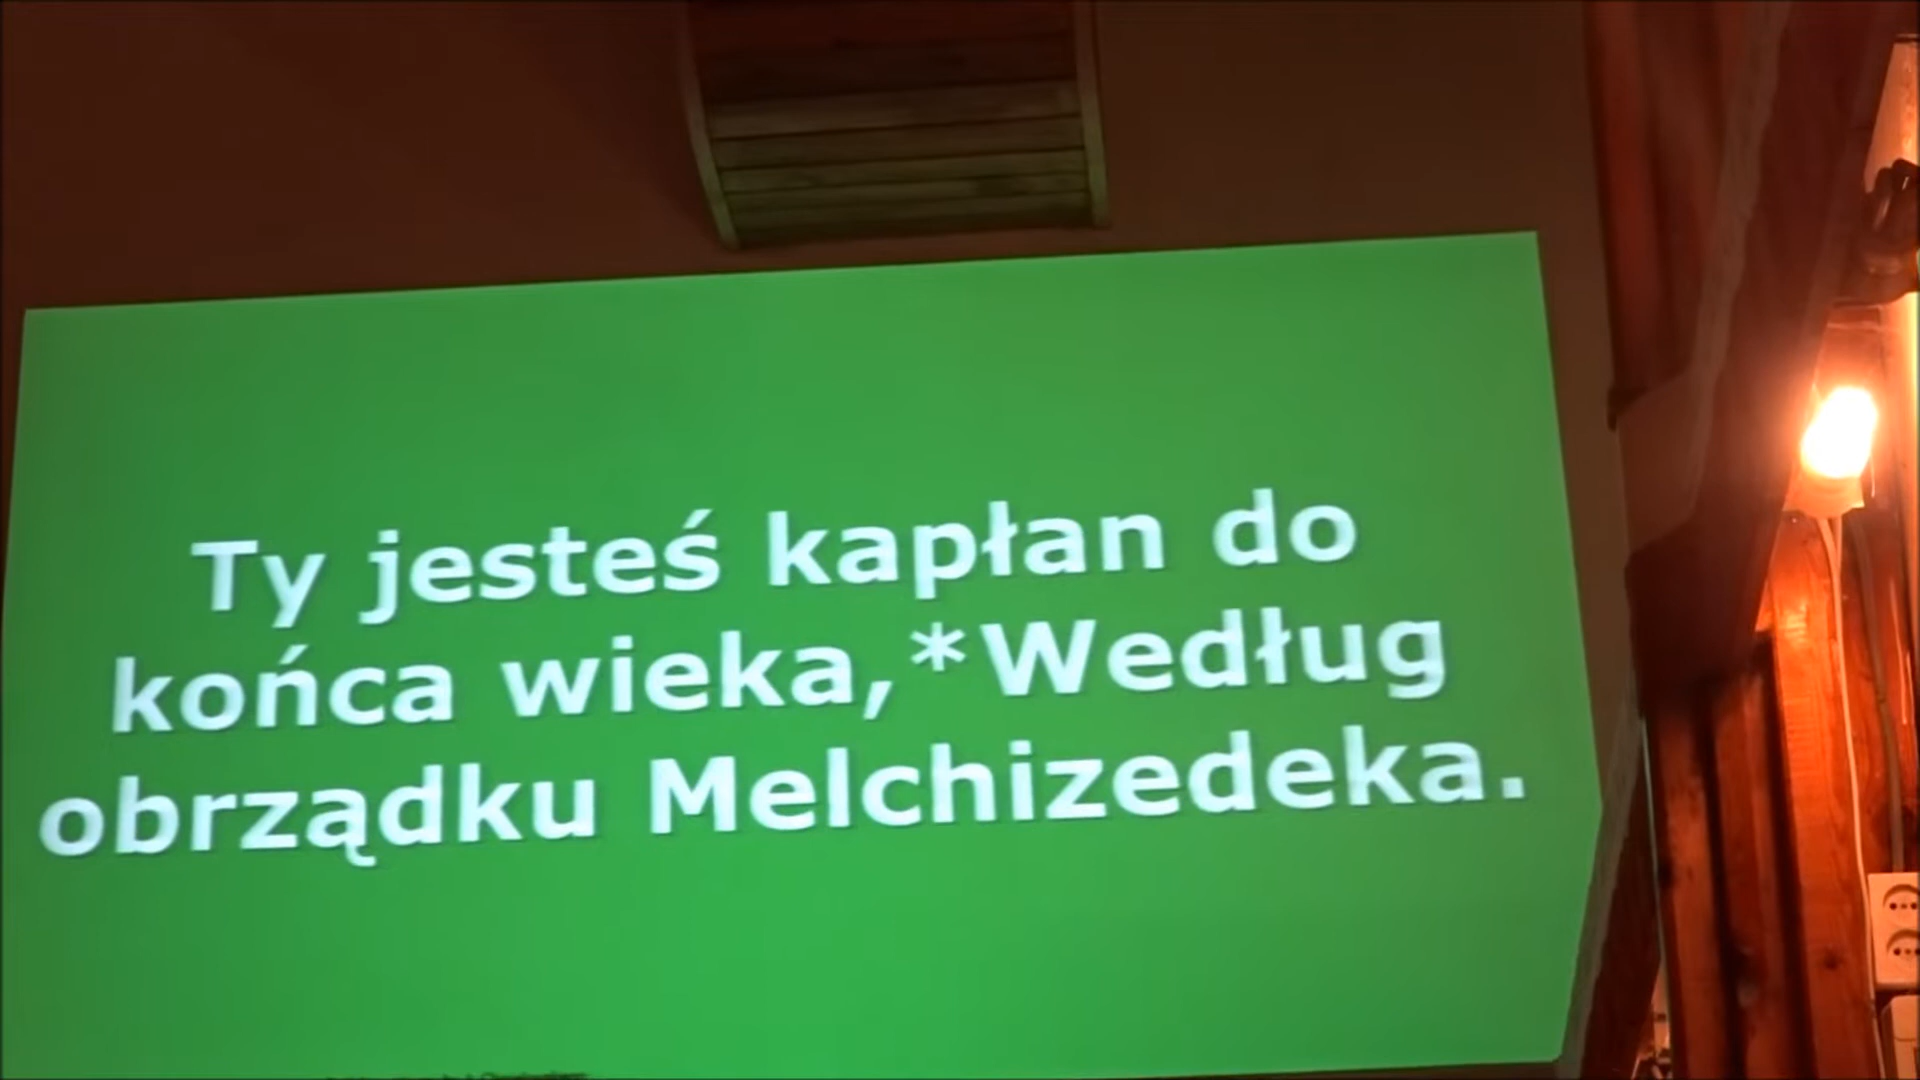 Ty jesteś kapłan do
końca wieka,*Według
obrządku Melchizedeka.